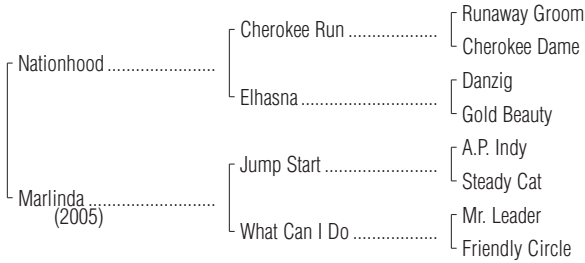 Runaway Groom
Cherokee Run ....................
Cherokee Dame
Nationhood ........................
Danzig
Elhasna ..............................
Gold Beauty
A.P. Indy
Jump Start .........................
Steady Cat
Marlinda ............................
(2005)
Mr. Leader
What Can I Do ...................
Friendly Circle